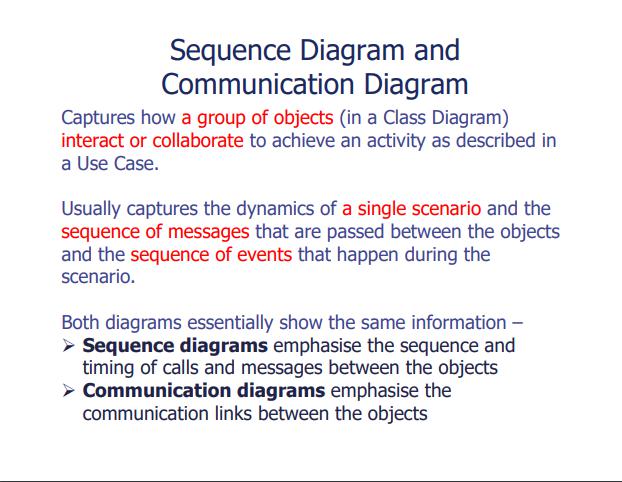 Sequence Diagram and
Communication Diagram
Captures how a group of objects (in a Class Diagram)
interact or collaborate to achieve an activity as described in
a Use Case.
Usually captures the dynamics of a single scenario and the
sequence of messages that are passed between the objects
and the sequence of events that happen during the
scenario.
Both diagrams essentially show the same information –
➢ Sequence diagrams emphasise the sequence and
timing of calls and messages between the objects
➢ Communication diagrams emphasise the
communication links between the objects